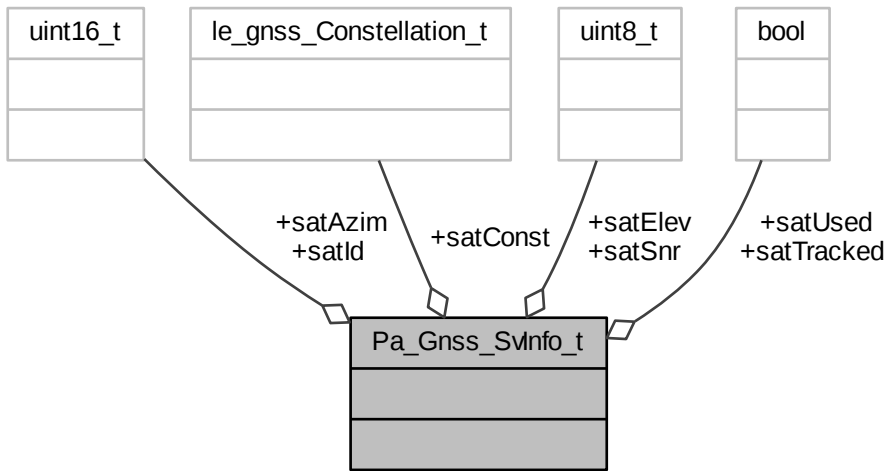 uint16_t
le_gnss_Constellation_t
uint8_t
bool
+satAzim
+satId
+satConst
+satElev
+satSnr
+satUsed
+satTracked
Pa_Gnss_SvInfo_t